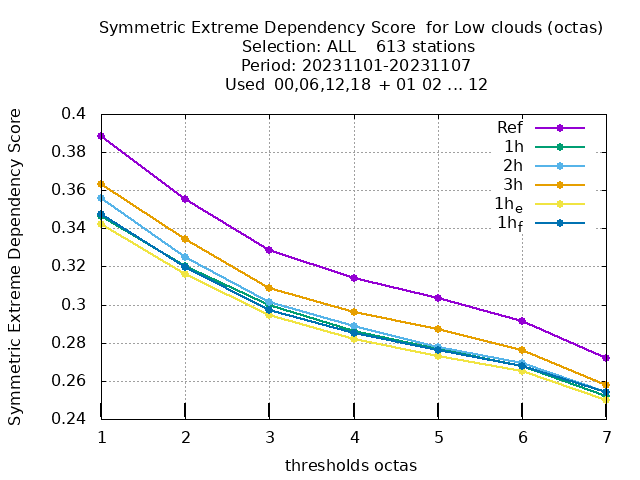 Symmetric Extreme Dependency Score for Low clouds (octas)
Selection: ALL 613 stations
Period: 20231101-20231107
Used 00,06,12,18 + 01 02 ... 12
Symmetric Extreme Dependency Score
0.4
0.38
0.36
0.34
0.32
0.3
0.28
0.26
0.24
Ref
1h
2h
3h
1he
1hf
1 2 3 4 5 6 7
thresholds octas